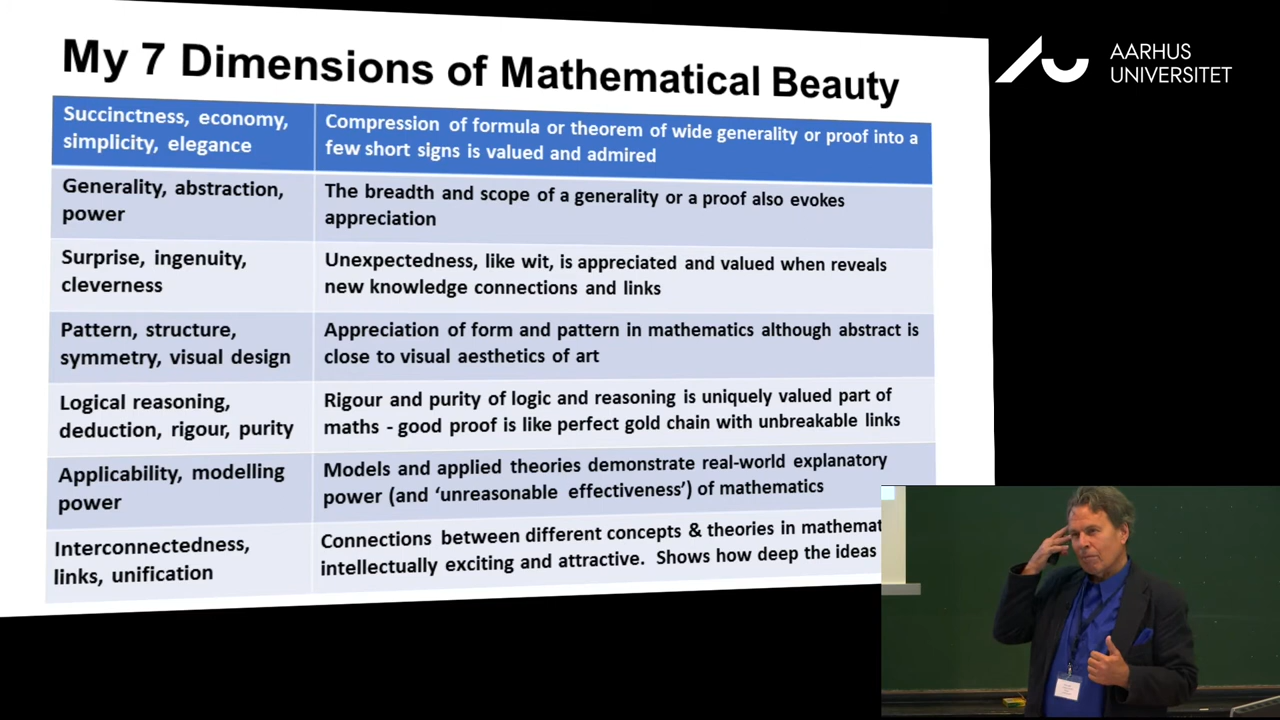 My 7 Dimensions of Mathematical Beauty
AARHUS
UNIVERSITET
Succinctness, economy,
simplicity, elegance
Compression of formula or theorem of wide generality or proof into a
few short signs is valued and admired
Generality, abstraction,
power
The breadth and scope of a generality or a proof also evokes
appreciation
Surprise, ingenuity,
cleverness
Unexpectedness, like wit, is appreciated and valued when reveals
new knowledge connections and links
Pattern, structure,
symmetry, visual design
Appreciation of form and pattern in mathematics although abstract is
close to visual aesthetics of art
Logical reasoning,
deduction, rigour, purity
Rigour and purity of logic and reasoning is uniquely valued part of
maths - good proof is like perfect gold chain with unbreakable links
Applicability, modelling
power
Models and applied theories demonstrate real-world explanatory
power (and ‘unreasonable effectiveness’) of mathematics
Interconnectedness,
links, unification
Connections between different concepts & theories in
intellectually exciting and attractive. Shows how deep the ideas